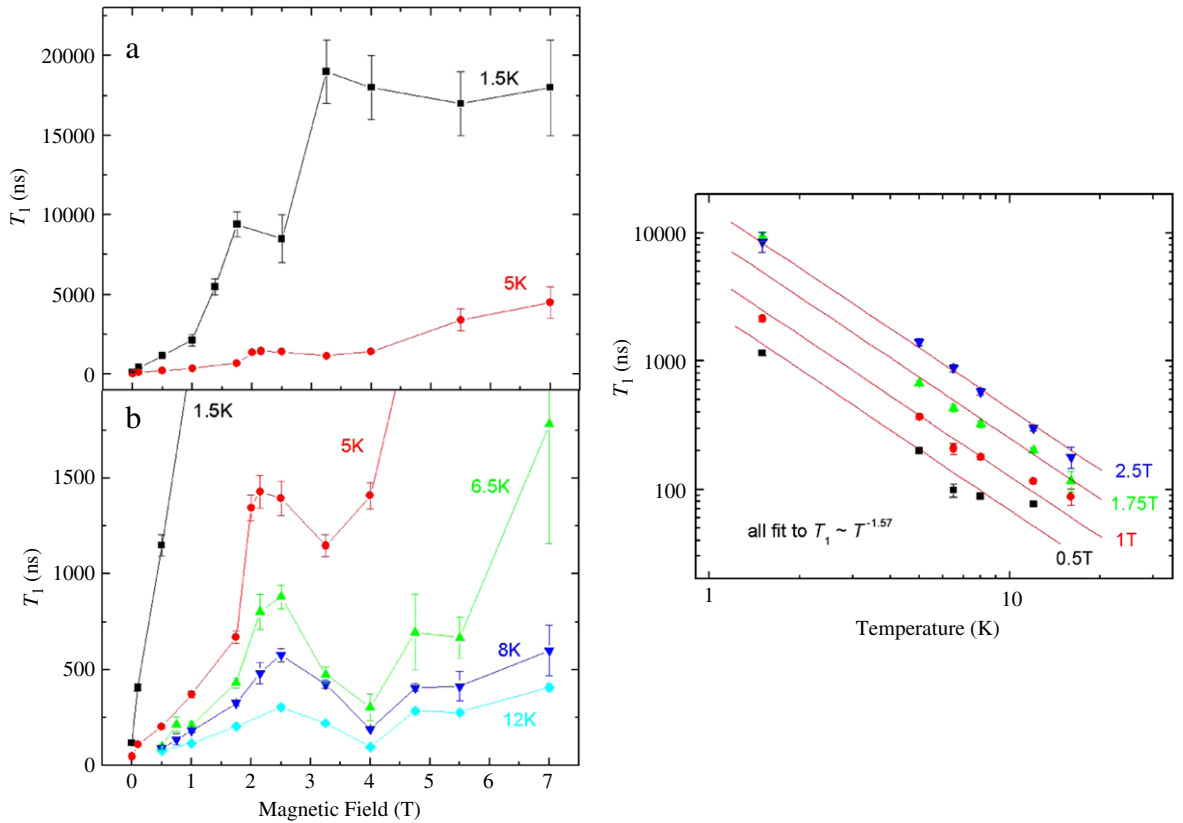 a
20000
15000
10000
5000
0
T₁ (ns)
1.5K
5K
b
1500
1000
500
0
T₁ (ns)
1.5K
5K
6.5K
8K
12K
0 1 2 3 4 5 6 7
Magnetic Field (T)
10000
1000
100
T₁ (ns)
2.5T
1.75T
1T
0.5T
all fit to T₁ ~ T⁻¹·⁵⁷
1 10
Temperature (K)